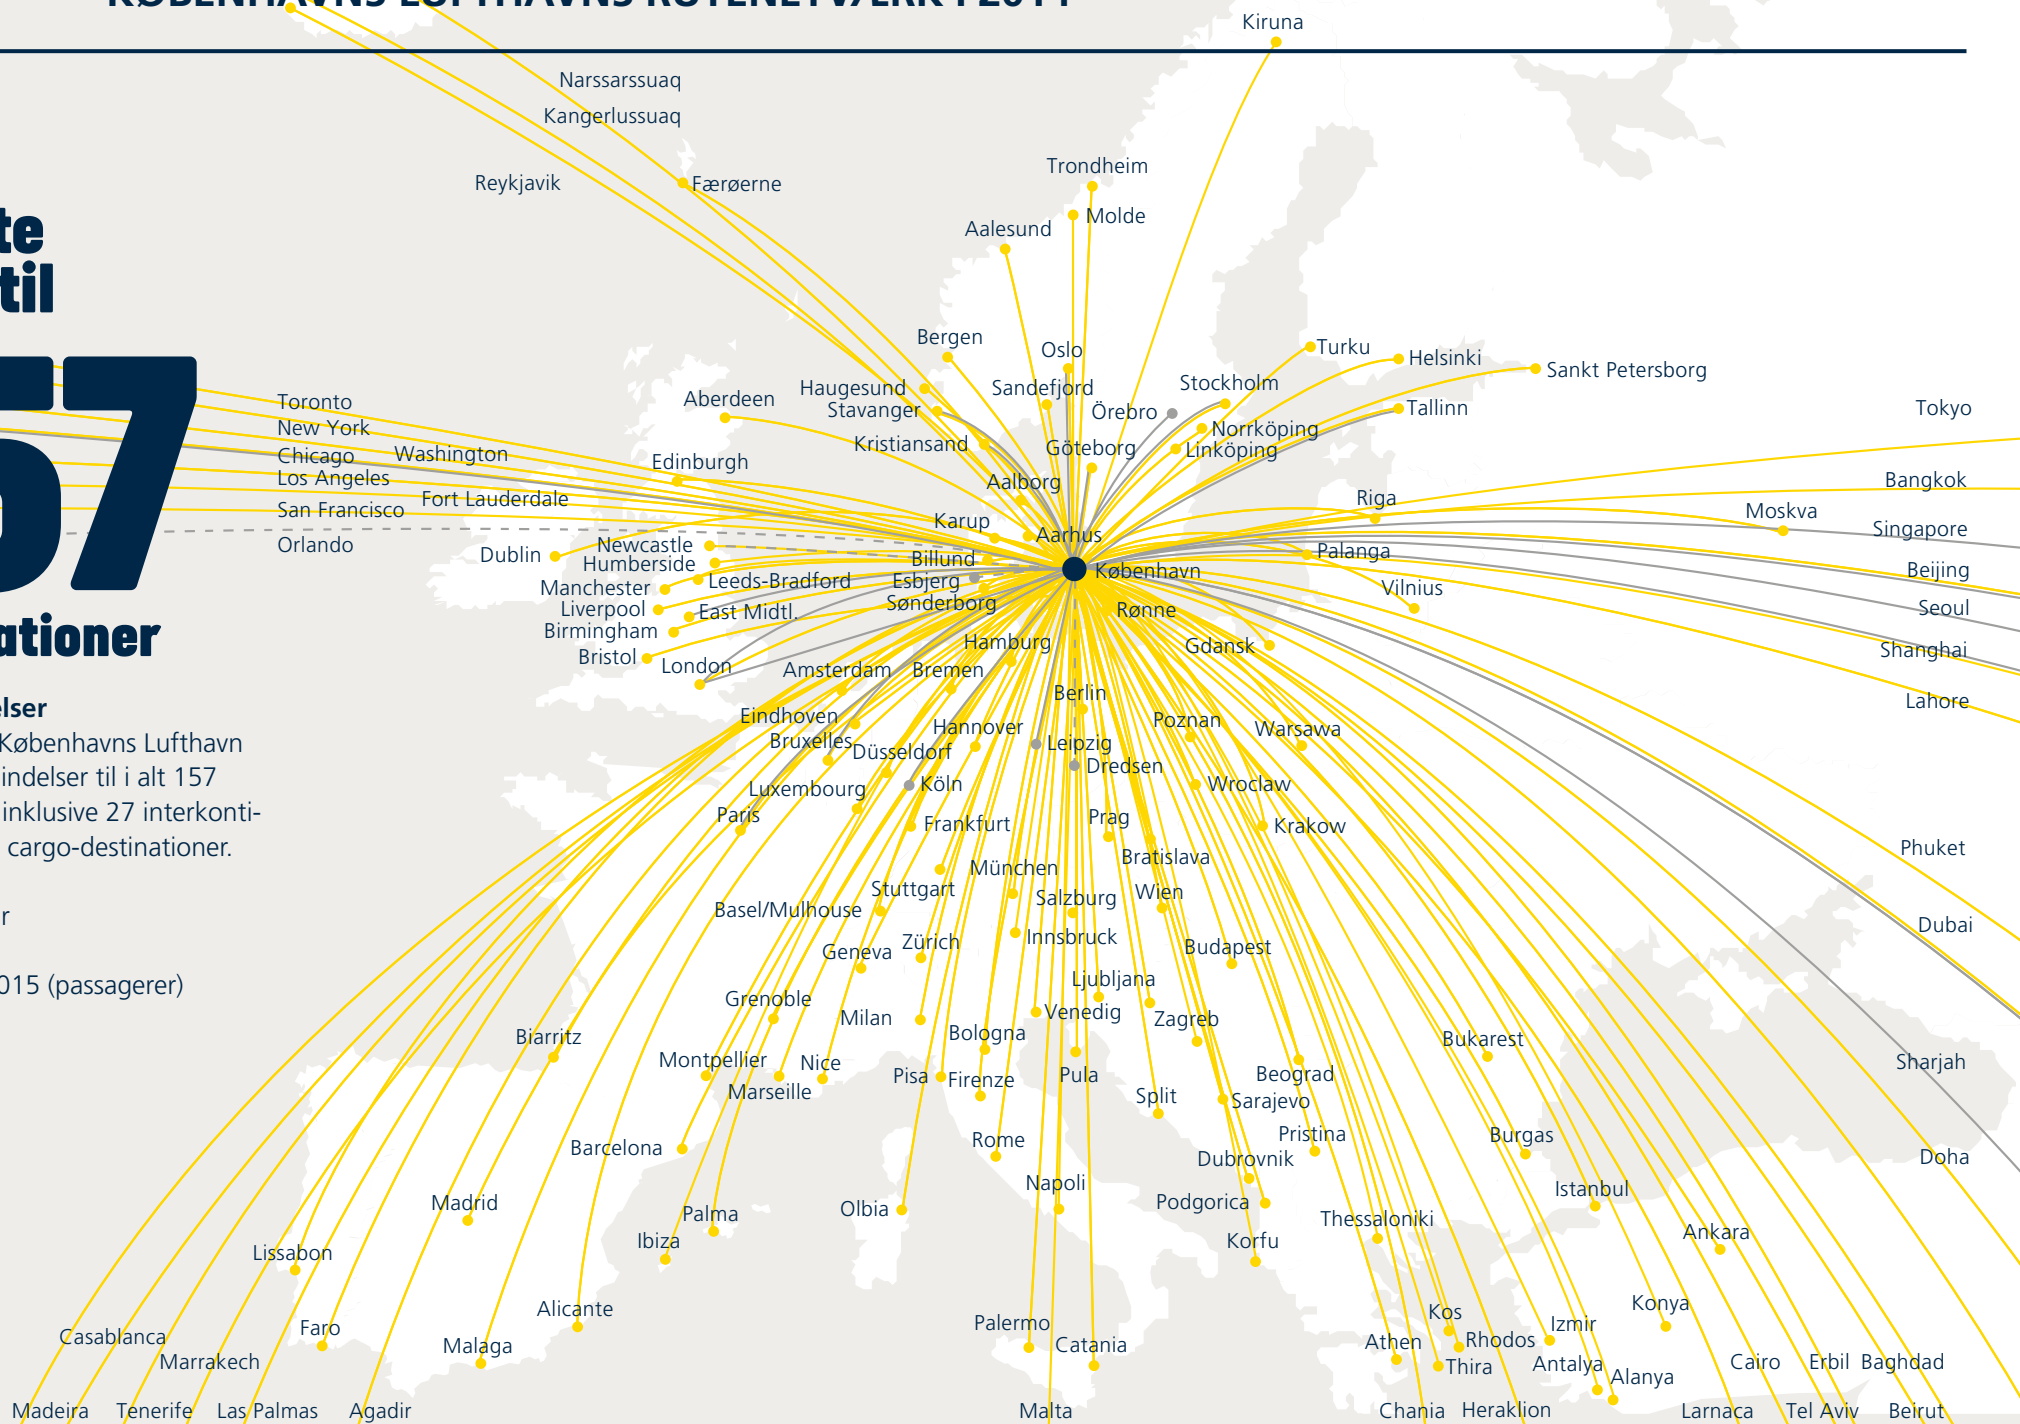 KØBENHAVNS LUFTHAVNS RUTENETVÆRK I 2014
Kiruna
Narssarssuaq
Kangerlussuaq
Reykjavik
Færøerne
Trondheim
Molde
Aalesund
te
til
57
ationer
elser
Københavns Lufthavn
indelser til i alt 157
inklusive 27 interkonti-
cargo-destinationer.
r
015 (passagerer)
Bergen
Oslo
Turku
Helsinki
Sankt Petersborg
Haugesund
Sandefjord
Stockholm
Stavanger
Aberdeen
Örebro
Tallinn
Tokyo
Toronto
New York
Norrköping
Kristiansand
Göteborg
Linköping
Chicago
Washington
Edinburgh
Los Angeles
Aalborg
Bangkok
Fort Lauderdale
Riga
San Francisco
Moskva
Karup
Singapore
Aarhus
Orlando
Newcastle
Dublin
Palanga
Humberside
Billund
København
Beijing
Esbjerg
Leeds-Bradford
Manchester
Vilnius
Sønderborg
Liverpool
East Midtl.
Rønne
Seoul
Birmingham
Hamburg
Gdansk
Shanghai
Bristol
London
Amsterdam
Bremen
Berlin
Lahore
Eindhoven
Hannover
Poznan
Warsawa
Bruxelles
Düsseldorf
Leipzig
Dredsen
Luxembourg
Köln
Wroclaw
Paris
Frankfurt
Prag
Krakow
Phuket
Bratislava
München
Stuttgart
Salzburg
Wien
Basel/Mulhouse
Dubai
Innsbruck
Zürich
Budapest
Geneva
Ljubljana
Grenoble
Venedig
Milan
Zagreb
Bologna
Biarritz
Bukarest
Montpellier
Nice
Sharjah
Pisa
Firenze
Pula
Beograd
Marseille
Split
Sarajevo
Rome
Pristina
Burgas
Barcelona
Dubrovnik
Doha
Napoli
Istanbul
Madrid
Palma
Olbia
Podgorica
Thessaloniki
Ankara
Ibiza
Korfu
Lissabon
Konya
Alicante
Kos
Izmir
Palermo
Faro
Casablanca
Malaga
Catania
Athen
Rhodos
Marrakech
Thira
Antalya
Alanya
Cairo
Erbil
Baghdad
Madeira
Tenerife
Las Palmas
Agadir
Malta
Chania
Heraklion
Larnaca
Tel Aviv
Beirut